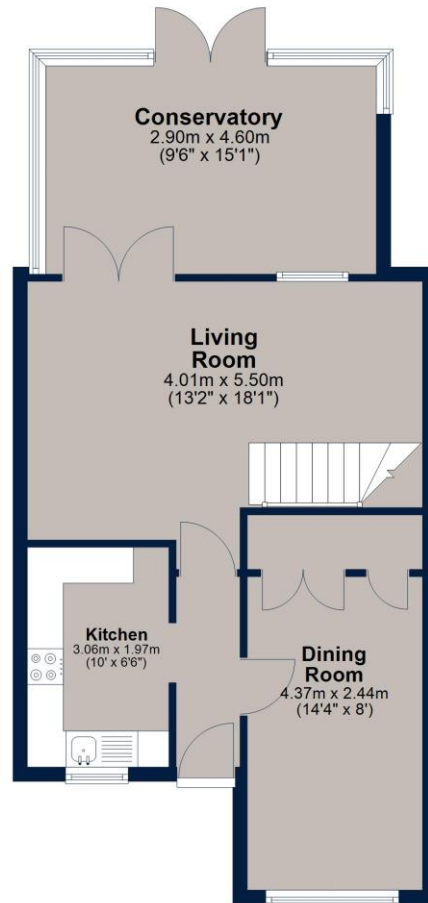 Conservatory
2.90m x 4.60m
(9'6" x 15'1")
Living
Room
4.01m x 5.50m
(13'2" x 18'1")
Kitchen
3.06m x 1.97m
(10' x 6'6")
Dining
Room
4.37m x 2.44m
(14'4" x 8')